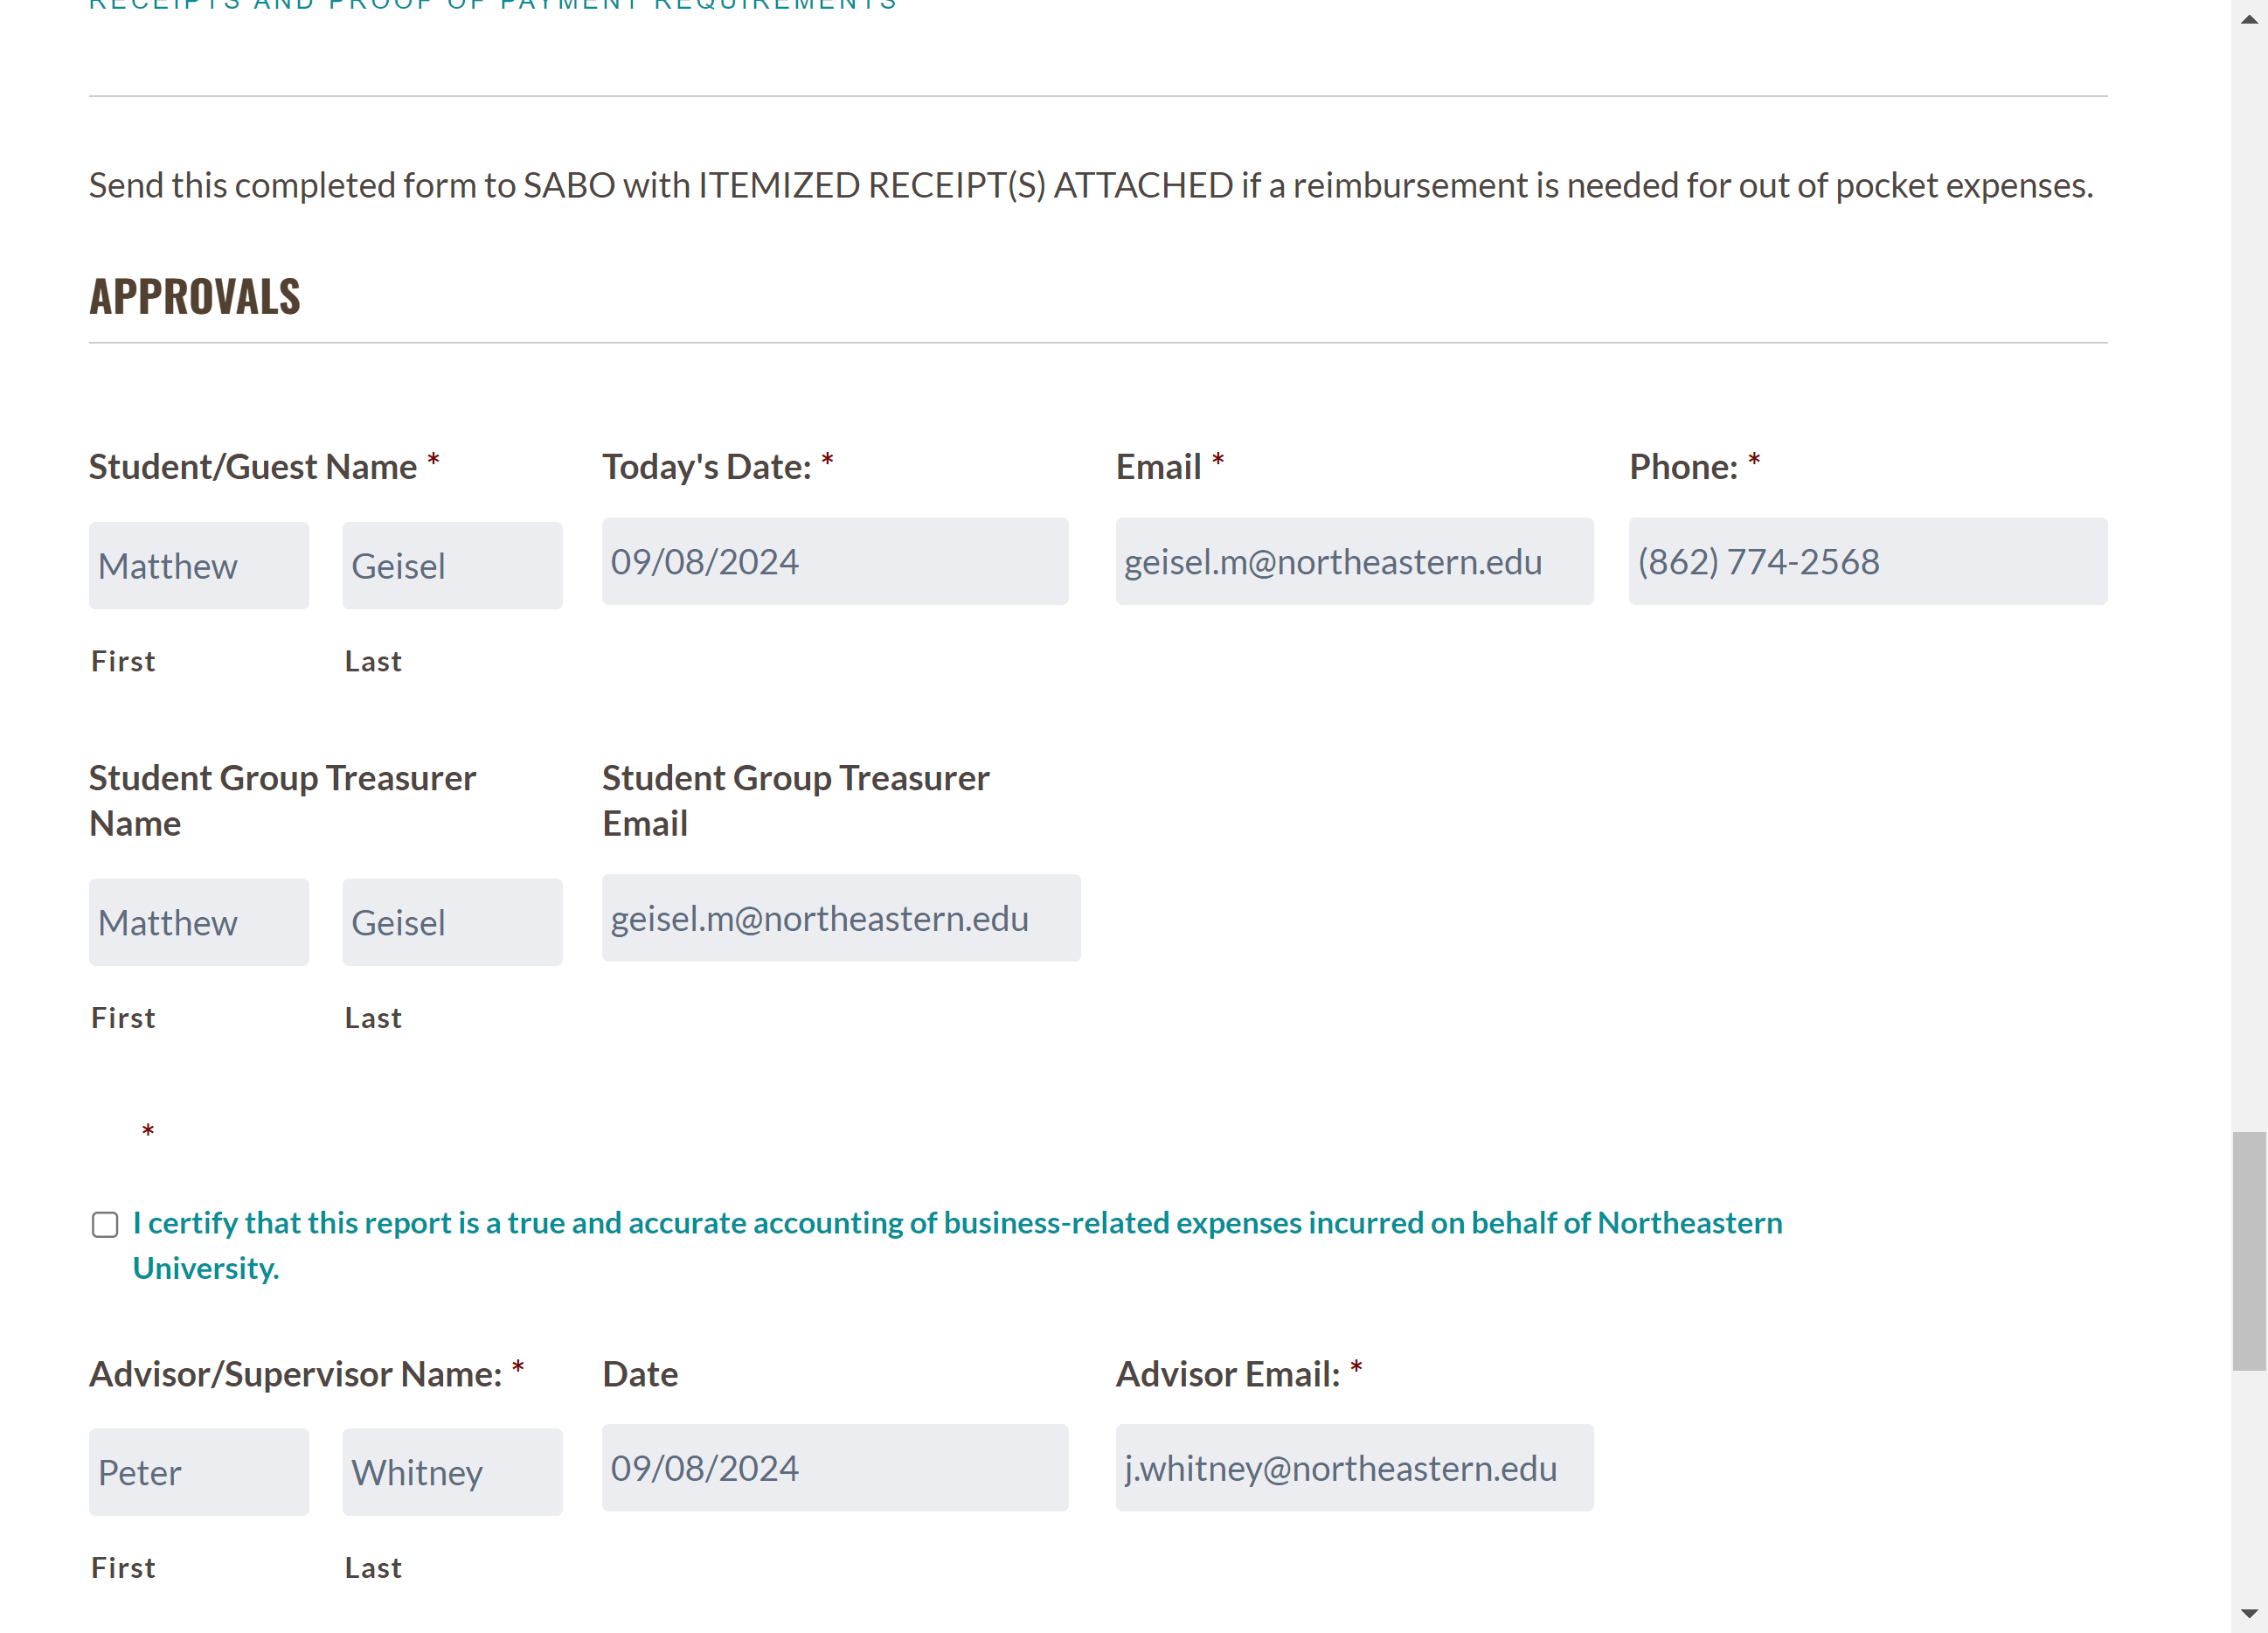 RECEIPTS AND PROOF OF PAYMENT REQUIREMENTS
Send this completed form to SABO with ITEMIZED RECEIPT(S) ATTACHED if a reimbursement is needed for out of pocket expenses.
APPROVALS
Student/Guest Name * Today's Date: * Email * Phone: *
Matthew Geisel 09/08/2024 geisel.m@northeastern.edu (862) 774-2568
First Last
Student Group Treasurer Name Student Group Treasurer Email
Matthew Geisel geisel.m@northeastern.edu
First Last
*
I certify that this report is a true and accurate accounting of business-related expenses incurred on behalf of Northeastern
University.
Advisor/Supervisor Name: * Date Advisor Email: *
Peter Whitney 09/08/2024 j.whitney@northeastern.edu
First Last